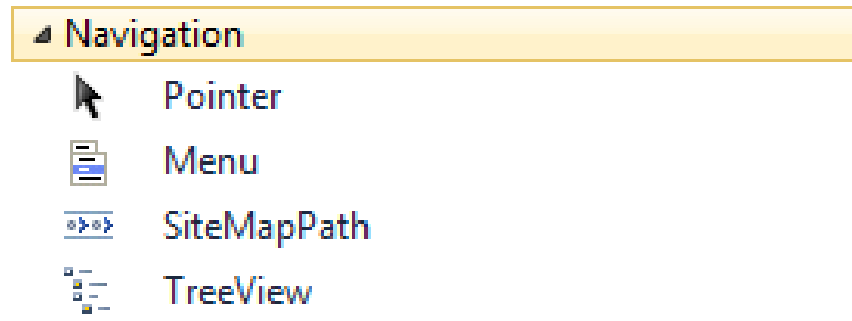 Navigation
Pointer
Menu
SiteMapPath
TreeView